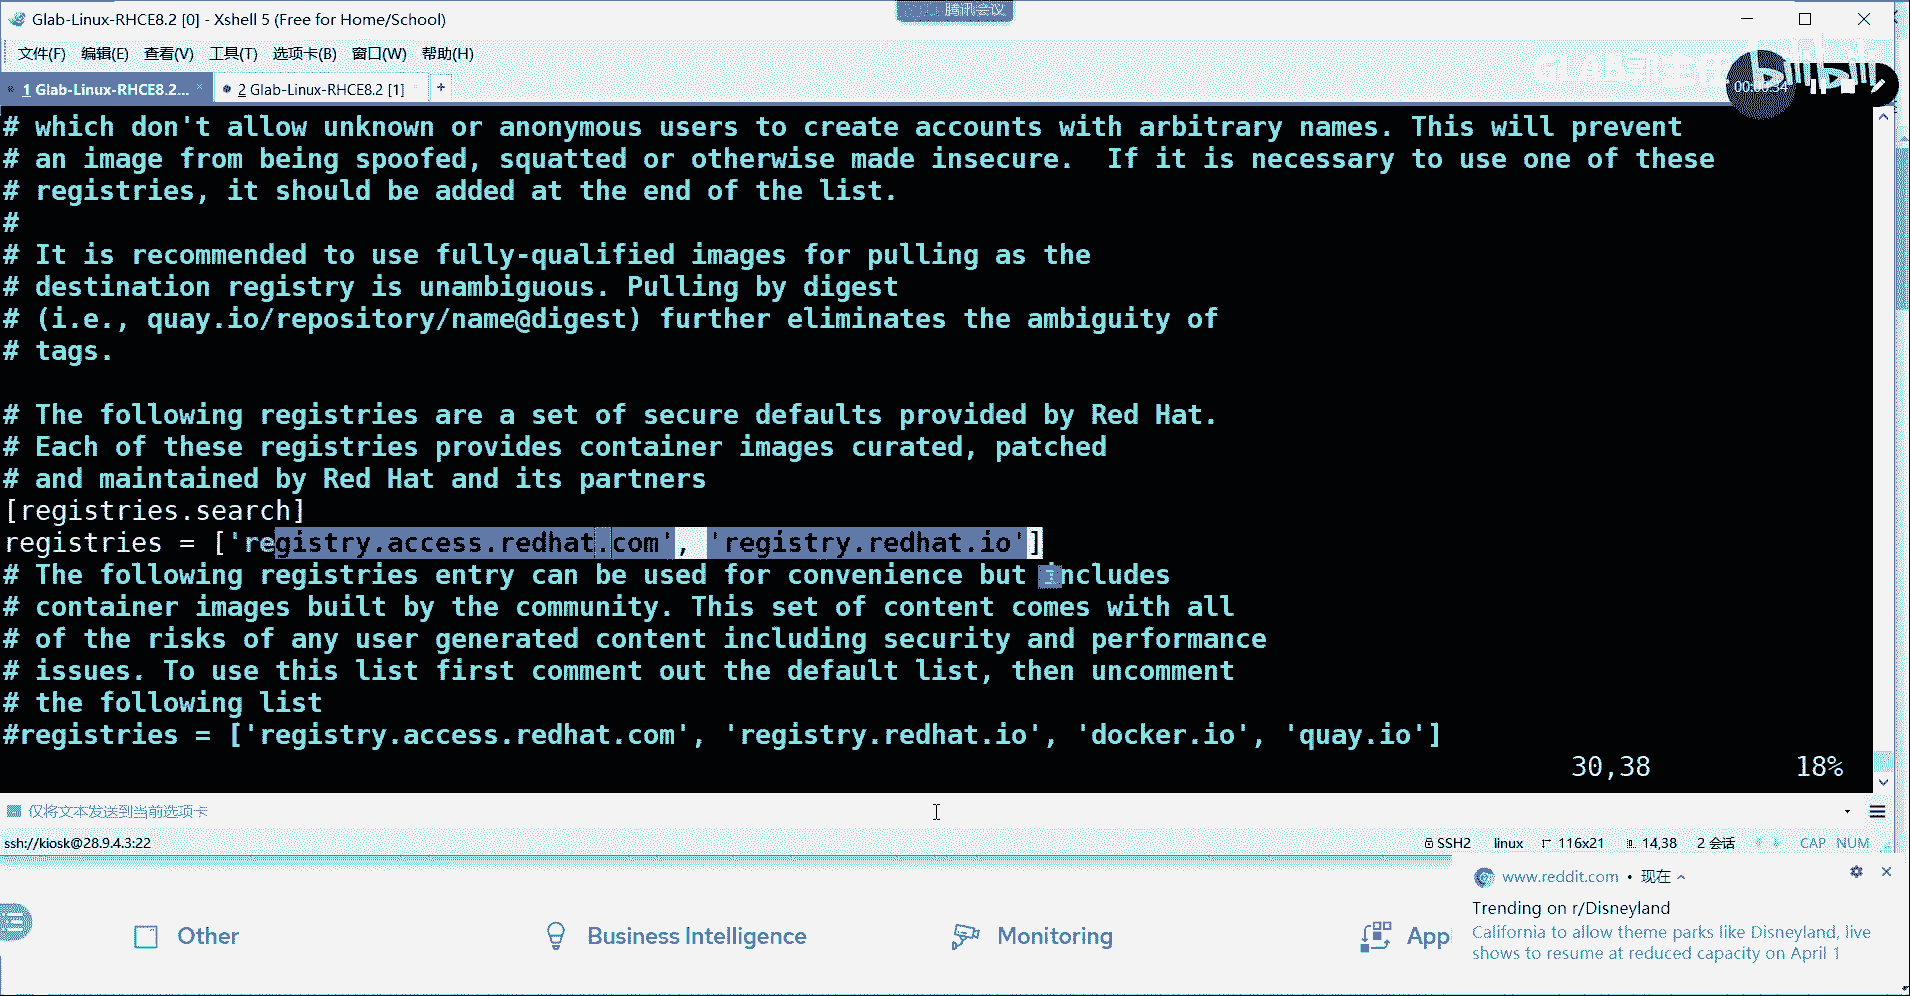 Glab-Linux-RHCE8.2 [0] - Xshell 5 (Free for Home/School)
腾讯会议
文件(F) 编辑(E) 查看(V) 工具(T) 选项卡(B) 窗口(W) 帮助(H)
1 Glab-Linux-RHCE8.2... × 2 Glab-Linux-RHCE8.2 [1] +
00:00:34
# which don't allow unknown or anonymous users to create accounts with arbitrary names. This will prevent
# an image from being spoofed, squatted or otherwise made insecure.  If it is necessary to use one of these
# registries, it should be added at the end of the list.
#
# It is recommended to use fully-qualified images for pulling as the
# destination registry is unambiguous. Pulling by digest
# (i.e., quay.io/repository/name@digest) further eliminates the ambiguity of
# tags.
# The following registries are a set of secure defaults provided by Red Hat.
# Each of these registries provides container images curated, patched
# and maintained by Red Hat and its partners
[registries.search]
registries = ['registry.access.redhat.com', 'registry.redhat.io']
# The following registries entry can be used for convenience but includes
# container images built by the community. This set of content comes with all
# of the risks of any user generated content including security and performance
# issues. To use this list first comment out the default list, then uncomment
# the following list
#registries = ['registry.access.redhat.com', 'registry.redhat.io', 'docker.io', 'quay.io']
30,38 18%
仅将文本发送到当前选项卡
ssh://kiosk@28.9.4.3:22 SSH2 linux 116x21 14,38 2 会话 CAP NUM
www.reddit.com • 现在
Trending on r/Disneyland
California to allow theme parks like Disneyland, live
shows to resume at reduced capacity on April 1
Other Business Intelligence Monitoring App